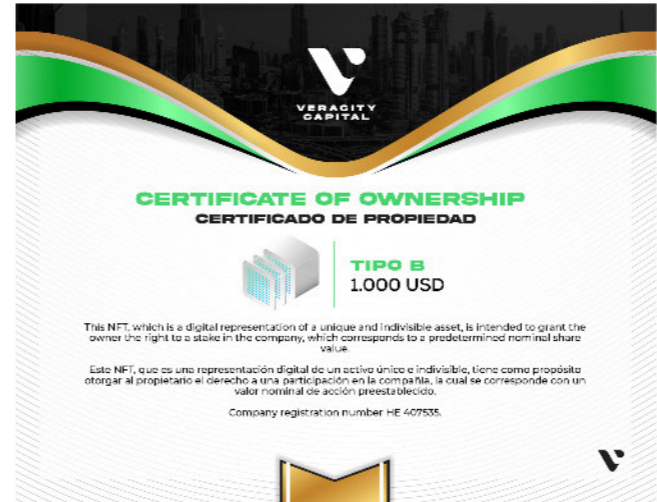 VERACITY
CAPITAL
CERTIFICATE OF OWNERSHIP
CERTIFICADO DE PROPIEDAD
TIPO B
1.000 USD
This NFT, which is a digital representation of a unique and indivisible asset, is intended to grant the
owner the right to a stake in the company, which corresponds to a predetermined nominal share
value.
Este NFT, que es una representación digital de un activo único e indivisible, tiene como propósito
otorgar al propietario el derecho a una participación en la compañía, la cual se corresponde con un
valor nominal de acción preestablecido.
Company registration number HE 407535.